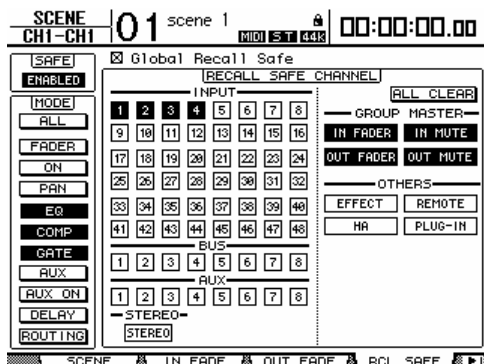 SCENE
CH1-CH1
01 scene 1
MIDI ST 44k
00:00:00.00
SAFE
ENABLED
MODE
ALL
FADER
ON
PAN
EQ
COMP
GATE
AUX
AUX ON
DELAY
ROUTING
Global Recall Safe
RECALL SAFE CHANNEL
INPUT
1 2 3 4 5 6 7 8
9 10 11 12 13 14 15 16
17 18 19 20 21 22 23 24
25 26 27 28 29 30 31 32
33 34 35 36 37 38 39 40
41 42 43 44 45 46 47 48
BUS
1 2 3 4 5 6 7 8
AUX
1 2 3 4 5 6 7 8
STEREO
STEREO
ALL CLEAR
GROUP MASTER
IN FADER IN MUTE
OUT FADER OUT MUTE
OTHERS
EFFECT REMOTE
HA PLUG-IN
SCENE IN FADE OUT FADE RCL SAFE